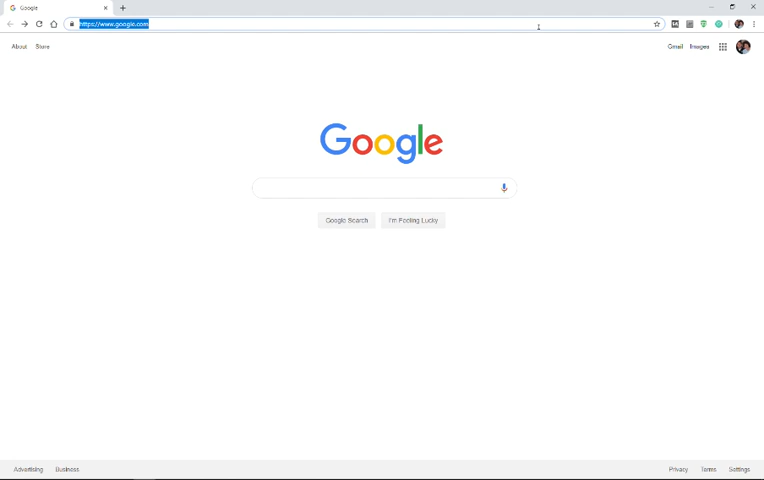 Google
https://www.google.com
About Store
Gmail Images
Google
Google Search I'm Feeling Lucky
Advertising Business
Privacy Terms Settings